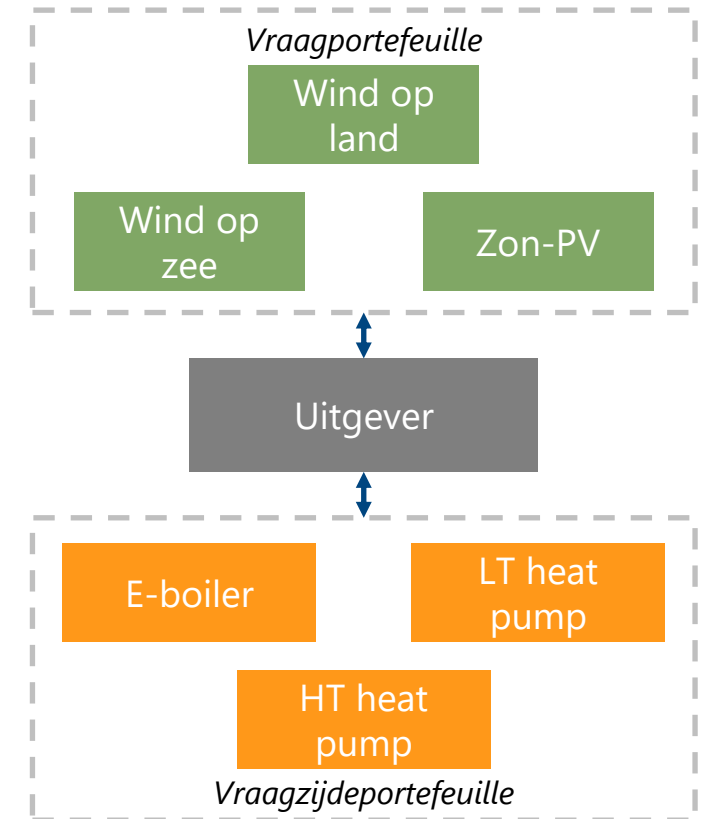 Vraagportefeuille
Wind op
land
Wind op
zee
Zon-PV
Uitgever
E-boiler
LT heat
pump
HT heat
pump
Vraagzijdeportefeuille